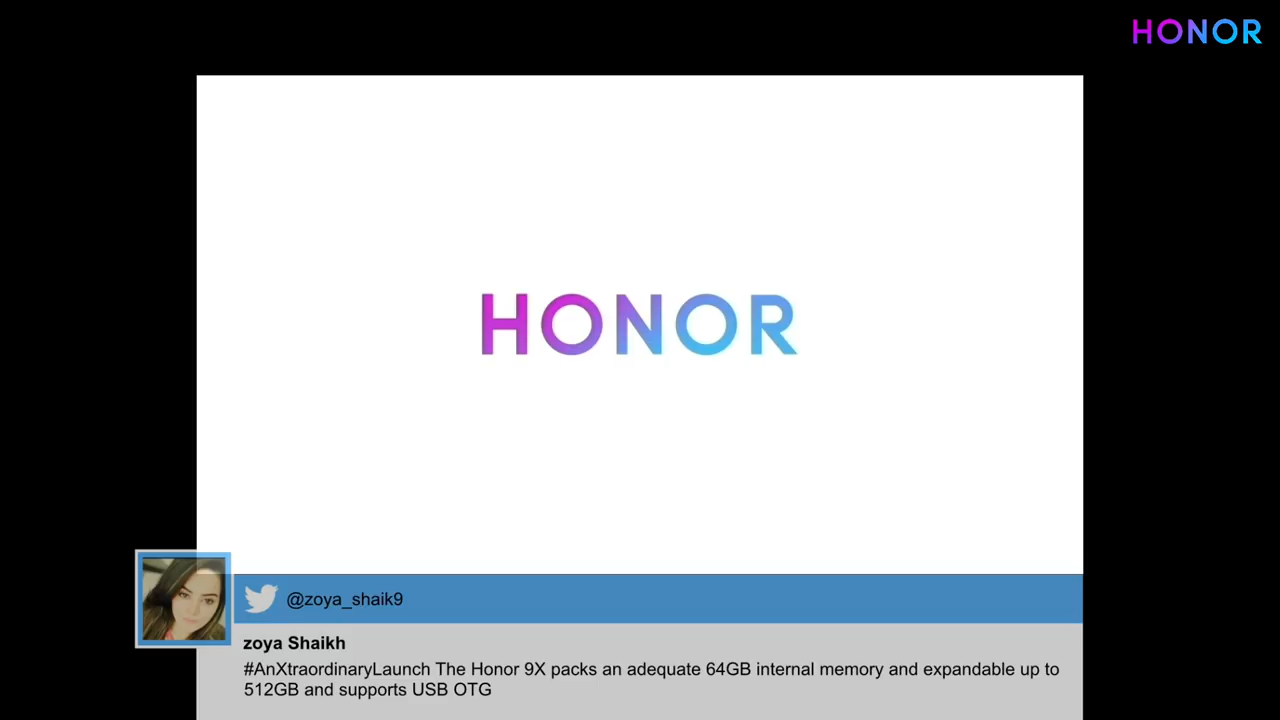 HONOR
HONOR
@zoya_shaik9
zoya Shaikh
#AnXtraordinaryLaunch The Honor 9X packs an adequate 64GB internal memory and expandable up to
512GB and supports USB OTG